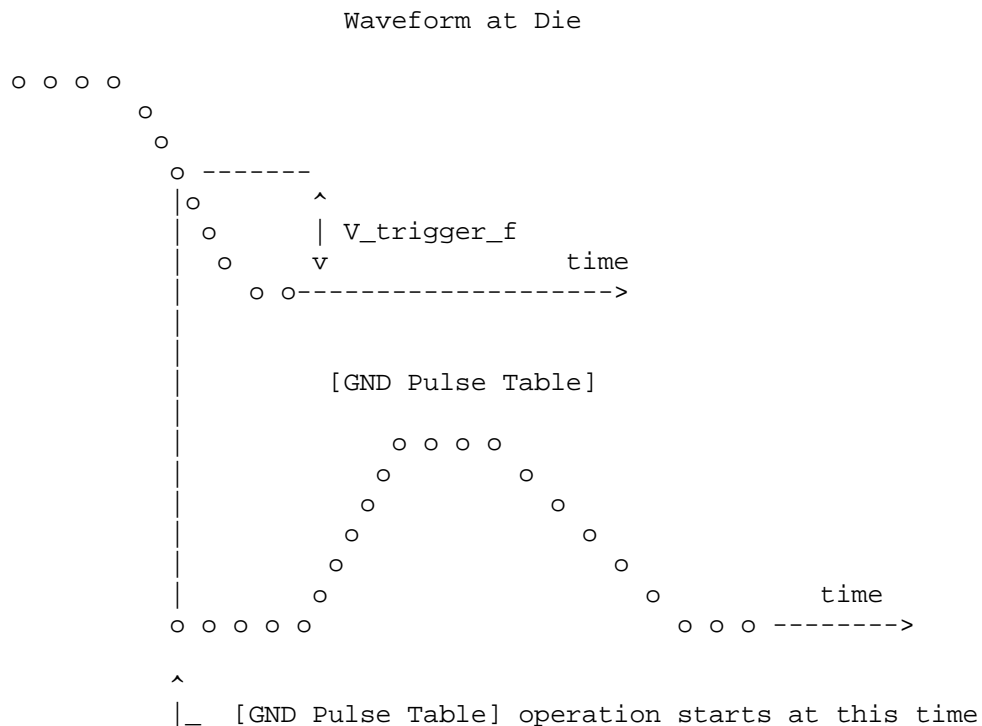 Waveform at Die
V_trigger_f
time
[GND Pulse Table]
time
[GND Pulse Table] operation starts at this time